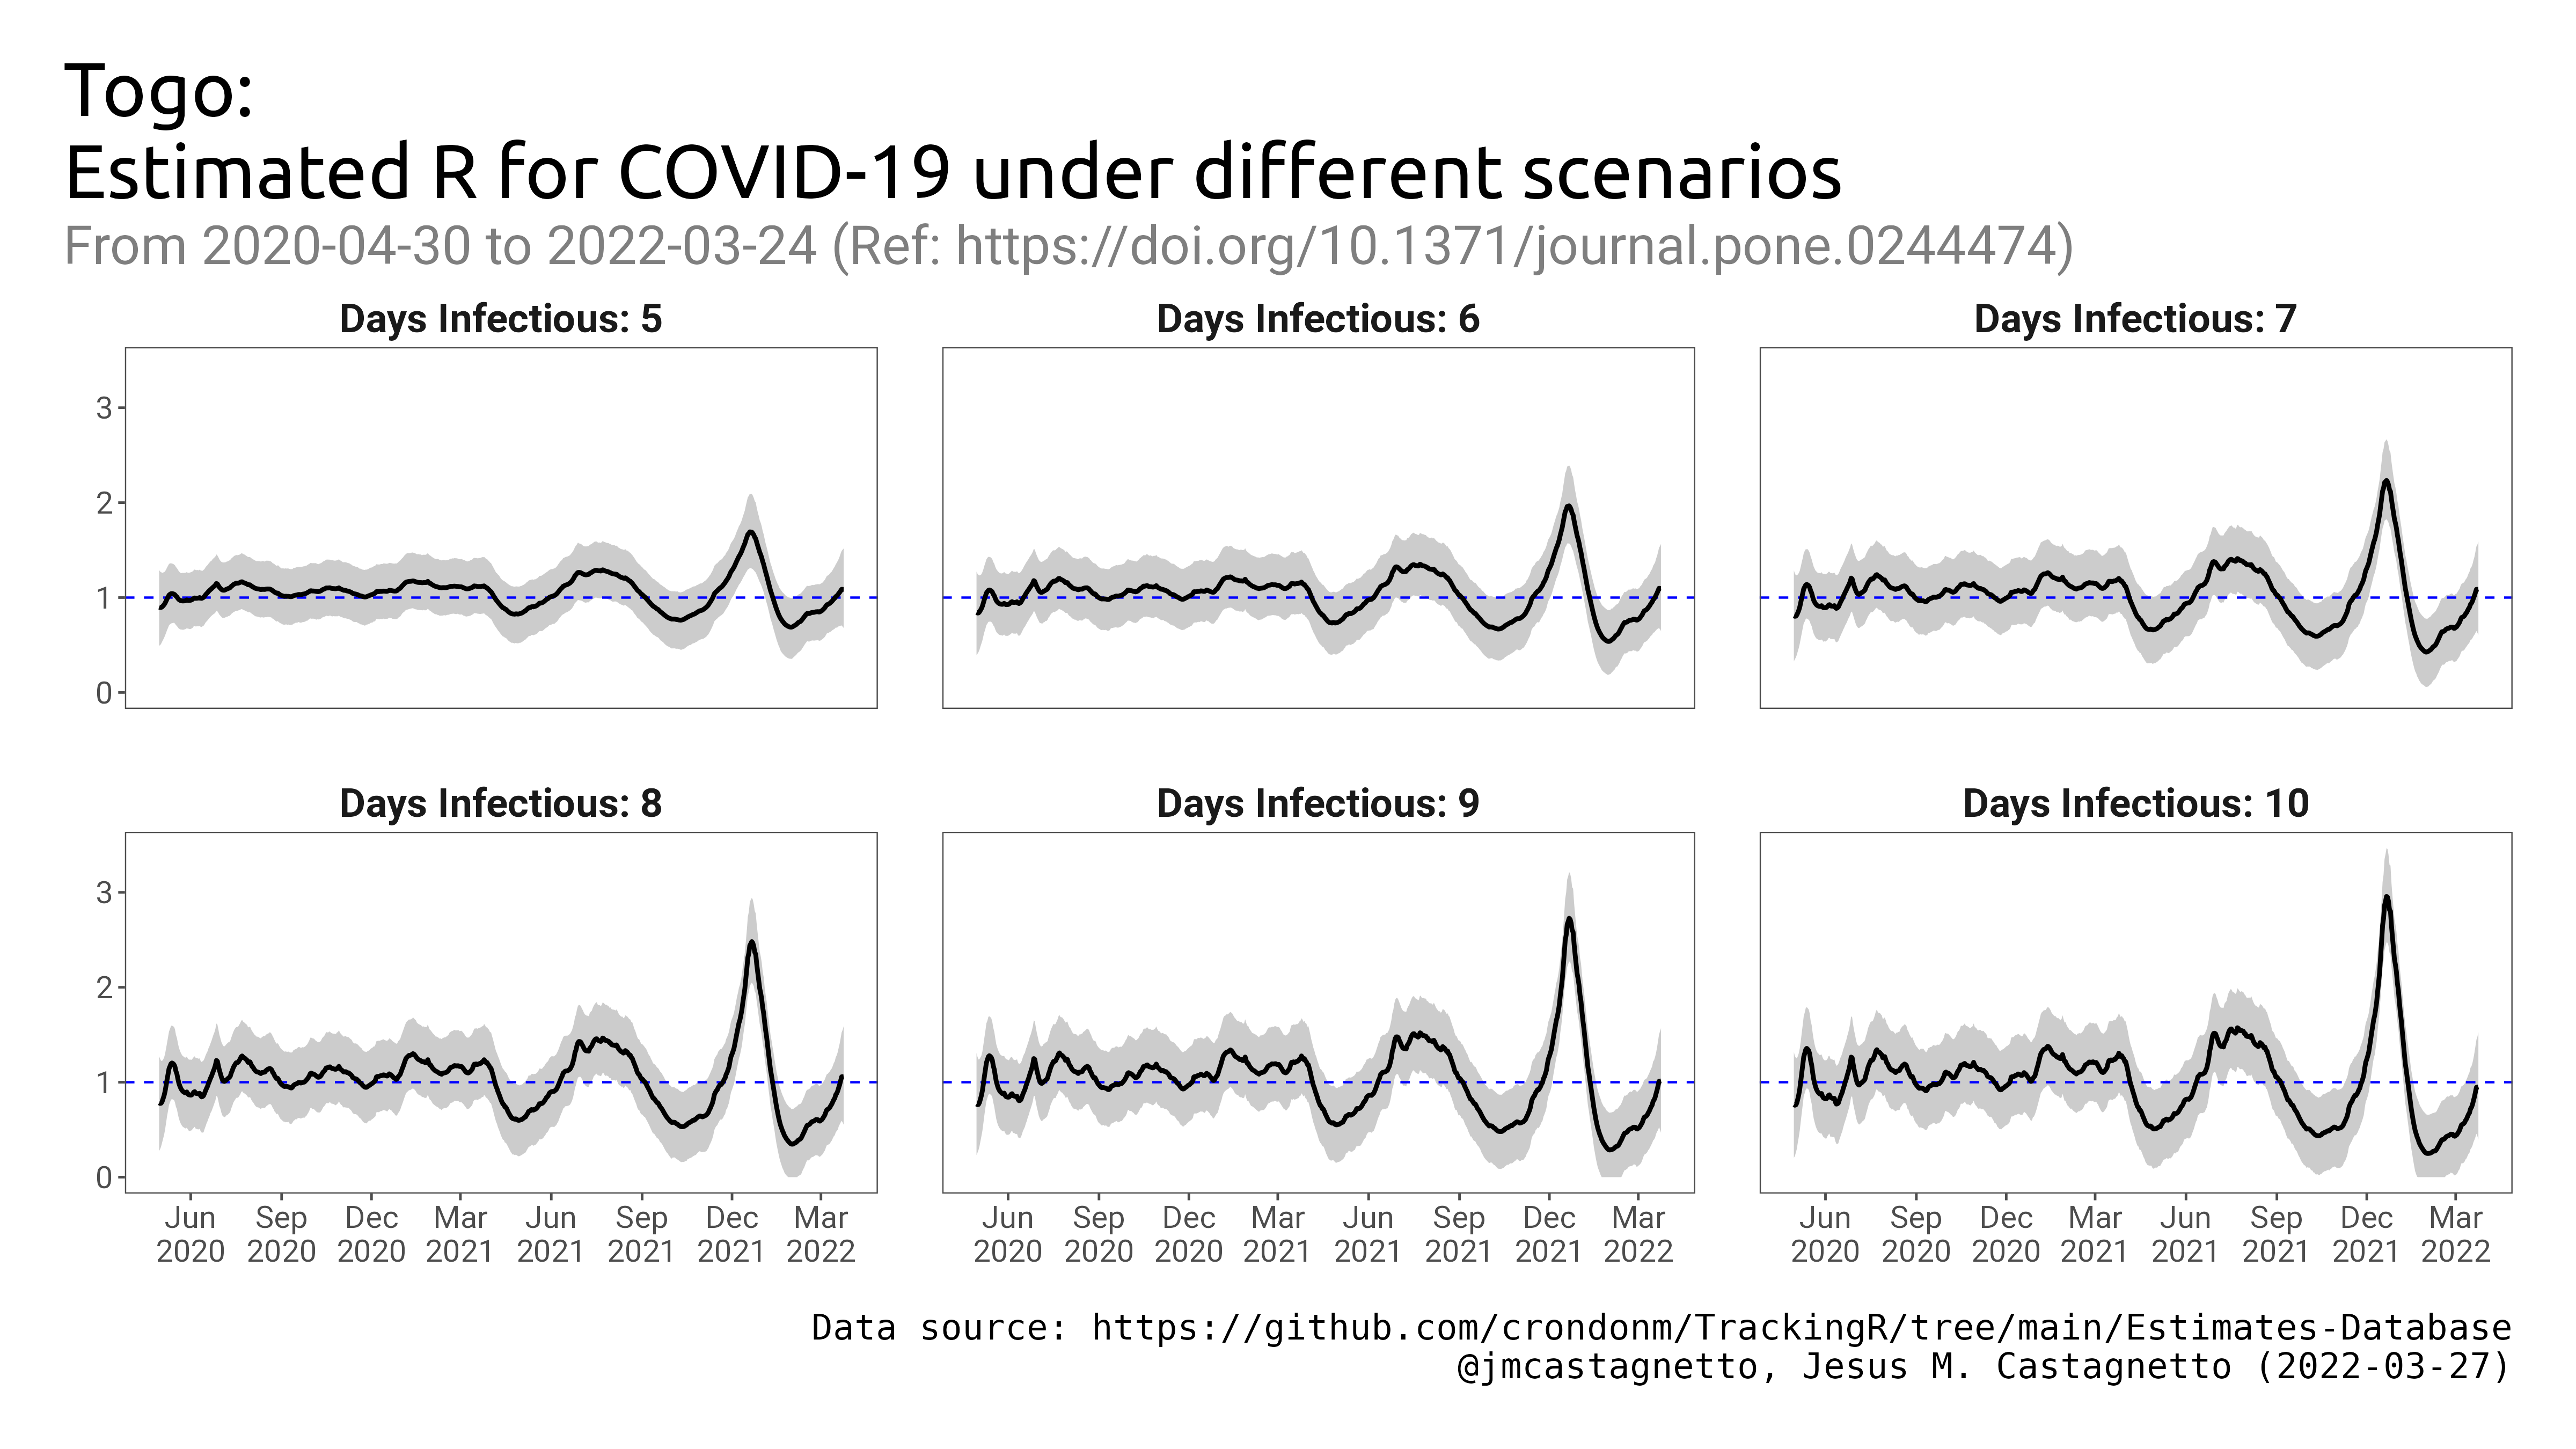 Togo:
Estimated R for COVID-19 under different scenarios
From 2020-04-30 to 2022-03-24 (Ref: https://doi.org/10.1371/journal.pone.0244474)
Days Infectious: 5
Days Infectious: 6
Days Infectious: 7
3
2
1
0
Days Infectious: 8
Days Infectious: 9
Days Infectious: 10
3
2
1
0
Jun Sep Dec Mar Jun Sep Dec Mar
2020 2020 2020 2021 2021 2021 2021 2022
Jun Sep Dec Mar Jun Sep Dec Mar
2020 2020 2020 2021 2021 2021 2021 2022
Jun Sep Dec Mar Jun Sep Dec Mar
2020 2020 2020 2021 2021 2021 2021 2022
Data source: https://github.com/crondonm/TrackingR/tree/main/Estimates-Database
@jmcastagnetto, Jesus M. Castagnetto (2022-03-27)